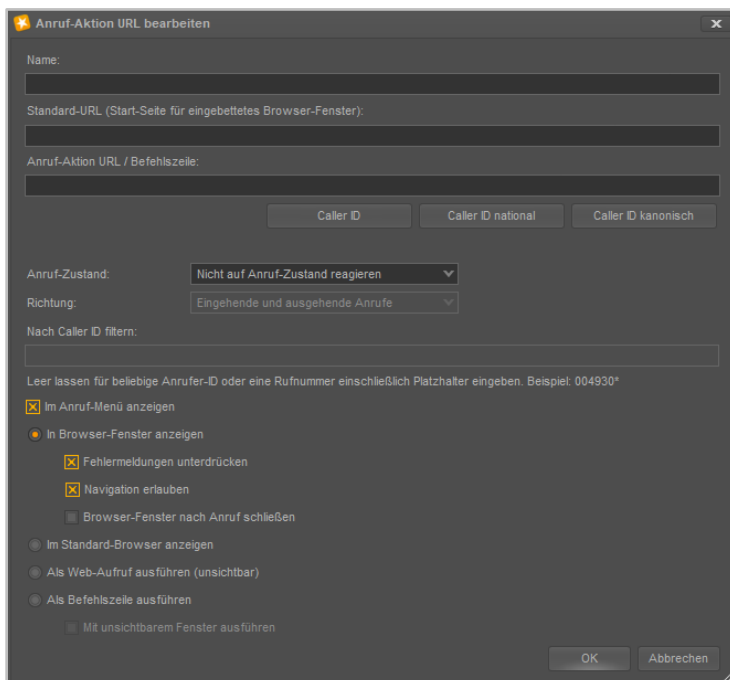 Anruf-Aktion URL bearbeiten
Name:
Standard-URL (Start-Seite für eingebettetes Browser-Fenster):
Anruf-Aktion URL / Befehlszeile:
Caller ID Caller ID national Caller ID kanonisch
Anruf-Zustand: Nicht auf Anruf-Zustand reagieren
Richtung: Eingehende und ausgehende Anrufe
Nach Caller ID filtern:
Leer lassen für beliebige Anrufer-ID oder eine Rufnummer einschließlich Platzhalter eingeben. Beispiel: 004930*
Im Anruf-Menü anzeigen
In Browser-Fenster anzeigen
Fehlermeldungen unterdrücken
Navigation erlauben
Browser-Fenster nach Anruf schließen
Im Standard-Browser anzeigen
Als Web-Aufruf ausführen (unsichtbar)
Als Befehlszeile ausführen
Mit unsichtbarem Fenster ausführen
OK Abbrechen